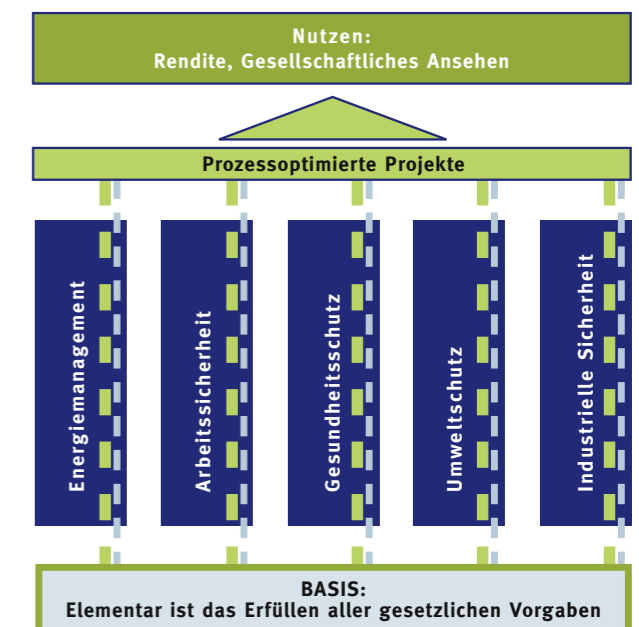 Nutzen:
Rendite, Gesellschaftliches Ansehen
Prozessoptimierte Projekte
Energiemanagement
Arbeitssicherheit
Gesundheitsschutz
Umweltschutz
Industrielle Sicherheit
BASIS:
Elementar ist das Erfüllen aller gesetzlichen Vorgaben